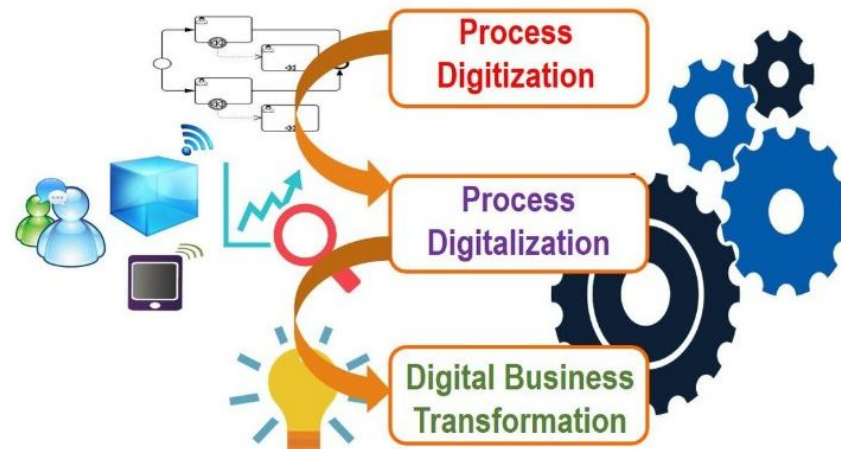 Process
Digitization
Process
Digitalization
Digital Business
Transformation